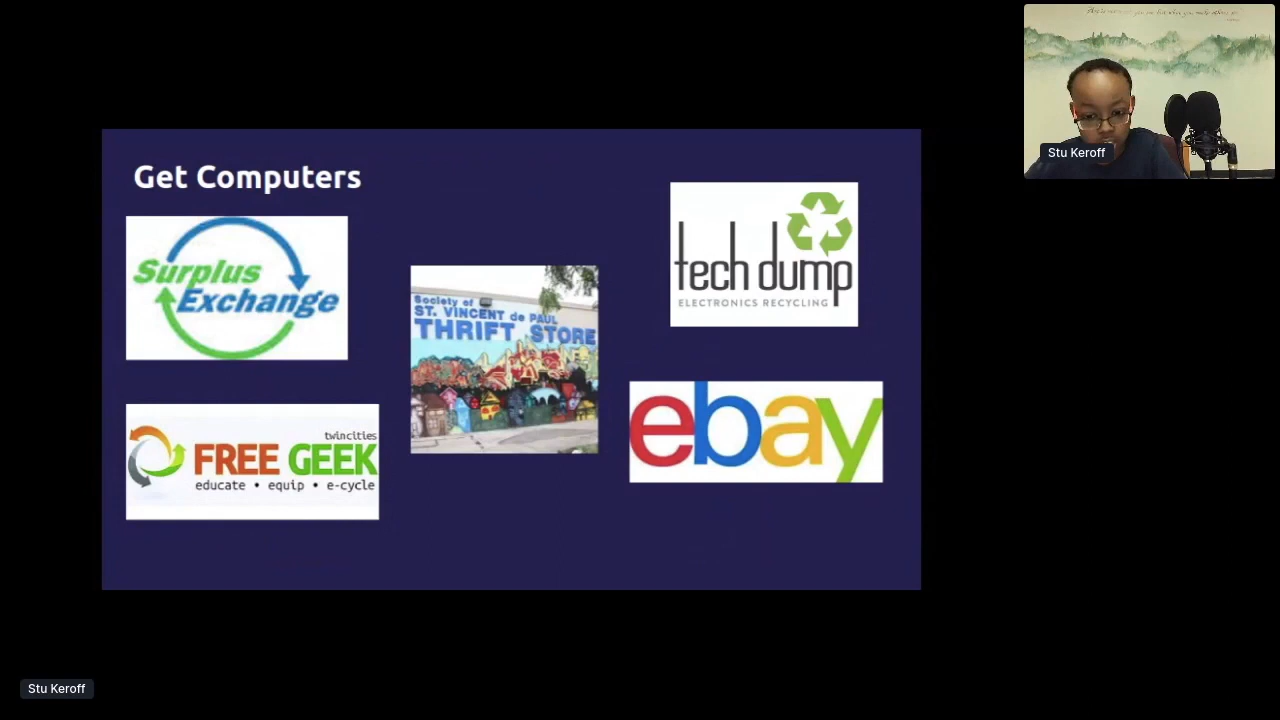 Get Computers
Surplus
Exchange
twincities
FREE GEEK
educate • equip • e-cycle
Society of
ST. VINCENT de PAUL
THRIFT STORE
tech dump
ELECTRONICS RECYCLING
ebay
Stu Keroff
Stu Keroff